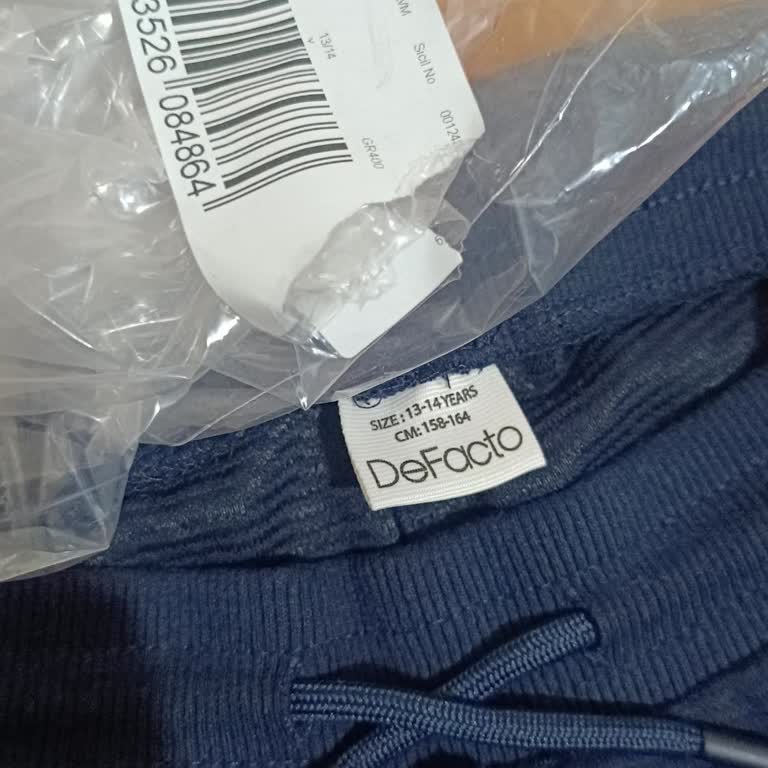 3526 084864
13/14
Sicil No
GR400
SIZE: 13-14 YEARS
CM: 158-164
DeFacto